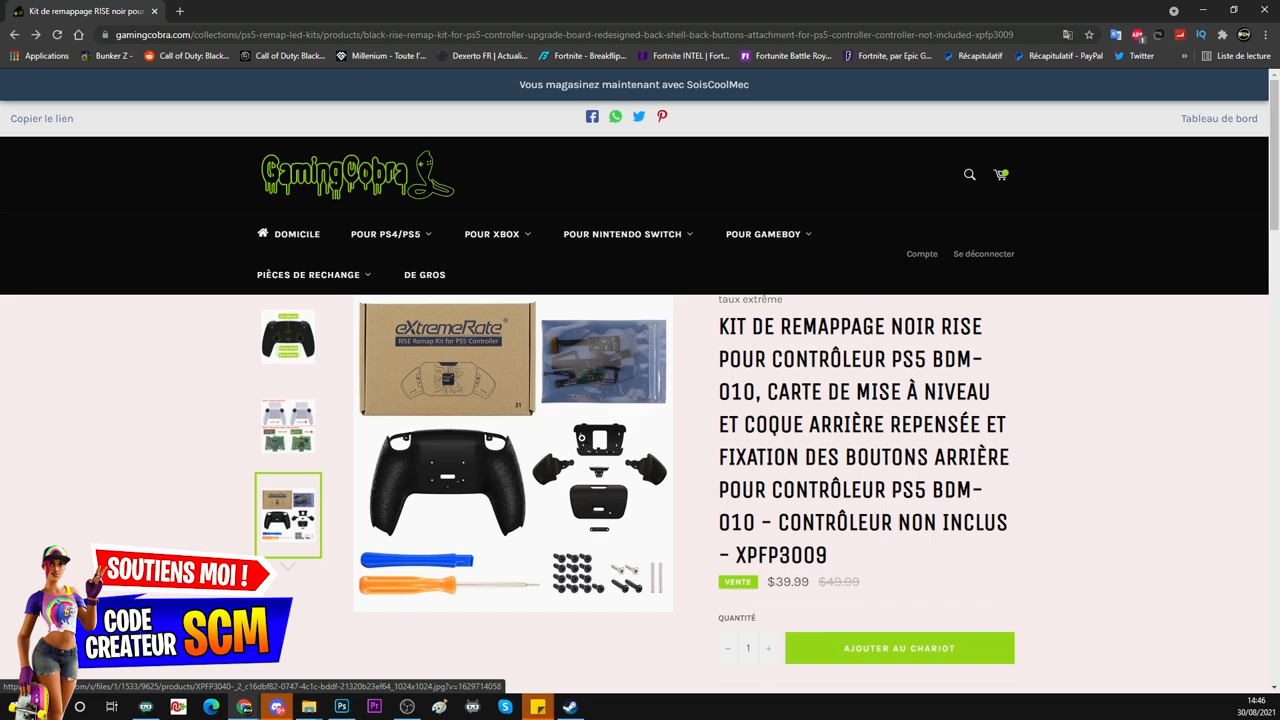 Kit de remappage RISE noir pour
gamingcobra.com/collections/ps5-remap-led-kits/products/black-rise-remap-kit-for-ps5-controller-upgrade-board-redesigned-back-shell-back-buttons-attachment-for-ps5-controller-controller-not-included-xpfp3009
Applications
Bunker Z -
Call of Duty: Black...
Call of Duty: Black...
Millenium - Toute l...
Dexerto FR | Actuali...
Fortnite - Breakflip...
Fortnite INTEL | Fo...
Fortnite Battle Roy...
Fortnite, par Epic G...
Récapitulatif -
Récapitulatif - PayPal
Twitter
»
Liste de lecture
Vous magasinez maintenant avec SoisCoolMec
Copier le lien
Tableau de bord
GamingCobra
DOMICILE
POUR PS4/PS5
POUR XBOX
POUR NINTENDO SWITCH
POUR GAMEBOY
Compte
Se déconnecter
PIÈCES DE RECHANGE
DE GROS
taux extrême
KIT DE REMAPPAGE NOIR RISE
POUR CONTRÔLEUR PS5 BDM-
010, CARTE DE MISE À NIVEAU
ET COQUE ARRIÈRE REPENSÉE ET
FIXATION DES BOUTONS ARRIÈRE
POUR CONTRÔLEUR PS5 BDM-
010 - CONTRÔLEUR NON INCLUS
- XPFP3009
VENTE $39.99 $49.99
QUANTITÉ
− 1 +
AJOUTER AU CHARIOT
eXtremeRate®
RISE Remap Kit for PS5 Controller
31
SOUTIENS MOI !
CODE
CREATEUR SCM
14:46
30/08/2021